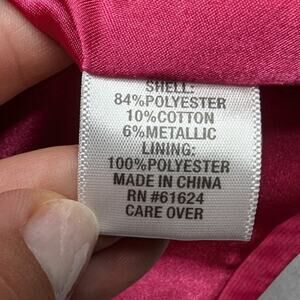 SHELL:
84%POLYESTER
10%COTTON
6%METALLIC
LINING:
100%POLYESTER
MADE IN CHINA
RN #61624
CARE OVER